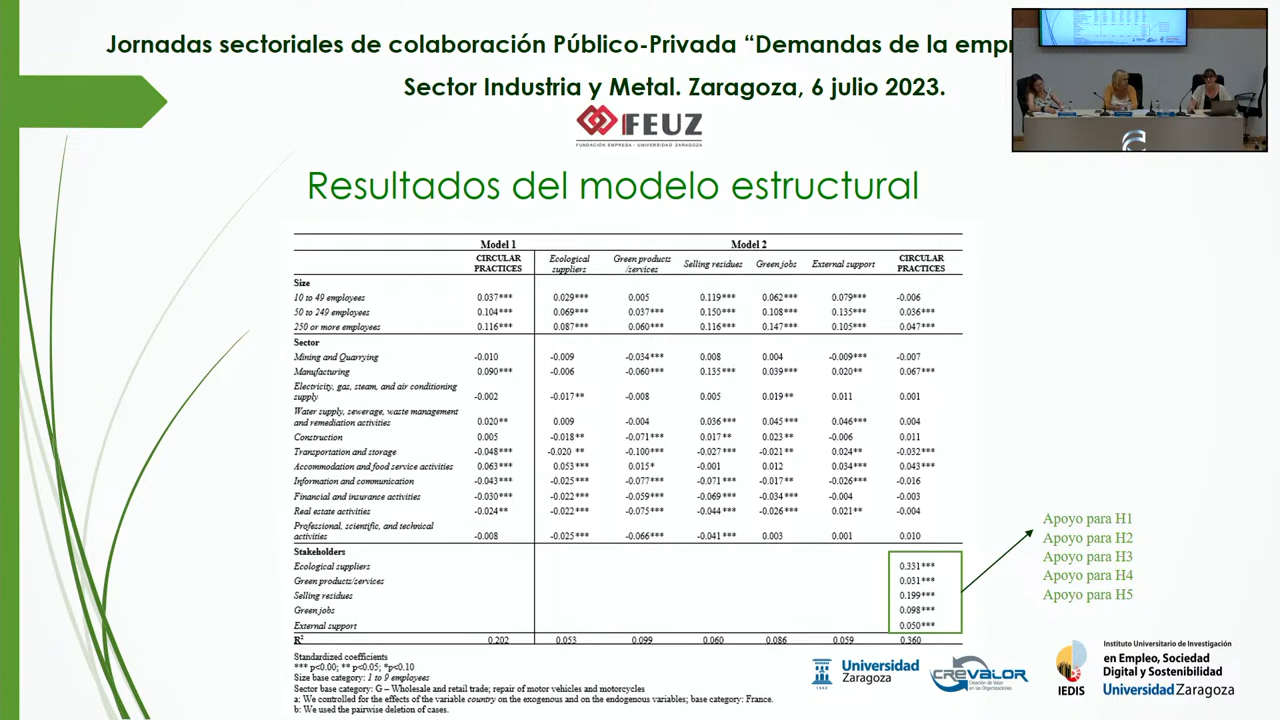 Jornadas sectoriales de colaboración Público-Privada “Demandas de la empr
Sector Industria y Metal. Zaragoza, 6 julio 2023.
FEUZ
FUNDACIÓN EMPRESA - UNIVERSIDAD ZARAGOZA
Resultados del modelo estructural
Model 1 Model 2
CIRCULAR PRACTICES Ecological suppliers Green products /services Selling residues Green jobs External support CIRCULAR PRACTICES
Size
10 to 49 employees 0.037*** 0.029*** 0.005 0.119*** 0.062*** 0.079*** -0.006
50 to 249 employees 0.104*** 0.069*** 0.037*** 0.150*** 0.108*** 0.135*** 0.036***
250 or more employees 0.116*** 0.087*** 0.060*** 0.116*** 0.147*** 0.105*** 0.047***
Sector
Mining and Quarrying -0.010 -0.009 -0.034*** 0.008 0.004 -0.009*** -0.007
Manufacturing 0.090*** -0.006 -0.060*** 0.135*** 0.039*** 0.020** 0.067***
Electricity, gas, steam, and air conditioning
supply -0.002 -0.017** -0.008 0.005 0.019** 0.011 0.001
Water supply, sewerage, waste management
and remediation activities 0.020** 0.009 -0.004 0.036*** 0.045*** 0.046*** 0.004
Construction 0.005 -0.018** -0.071*** 0.017** 0.023** -0.006 0.011
Transportation and storage -0.048*** -0.020 ** -0.100*** -0.027*** -0.021** 0.024** -0.032***
Accommodation and food service activities 0.063*** 0.053*** 0.015* -0.001 0.012 0.034*** 0.043***
Information and communication -0.043*** -0.025*** -0.077*** -0.071*** -0.017** -0.026*** -0.016
Financial and insurance activities -0.030*** -0.022*** -0.059*** -0.069*** -0.034*** -0.004 -0.003
Real estate activities -0.024** -0.022*** -0.075*** -0.044*** -0.026*** 0.021** -0.004
Professional, scientific, and technical
activities -0.008 -0.025*** -0.066*** -0.041*** 0.003 0.001 0.010
Stakeholders
Ecological suppliers 0.331***
Green products/services 0.031***
Selling residues 0.199***
Green jobs 0.098***
External support 0.050***
R² 0.202 0.053 0.099 0.060 0.086 0.059 0.360
Apoyo para H1
Apoyo para H2
Apoyo para H3
Apoyo para H4
Apoyo para H5
Standardized coefficients
*** p<0.00; ** p<0.05; *p<0.10
Size base category: 1 to 9 employees
Sector base category: G – Wholesale and retail trade; repair of motor vehicles and motorcycles
a: We controlled for the effects of the variable country on the exogenous and on the endogenous variables; base category: France.
b: We used the pairwise deletion of cases.
Universidad
Zaragoza
1542
CREVALOR
Creación de Valor
en las Organizaciones
IEDIS
Instituto Universitario de Investigación
en Empleo, Sociedad
Digital y Sostenibilidad
Universidad Zaragoza